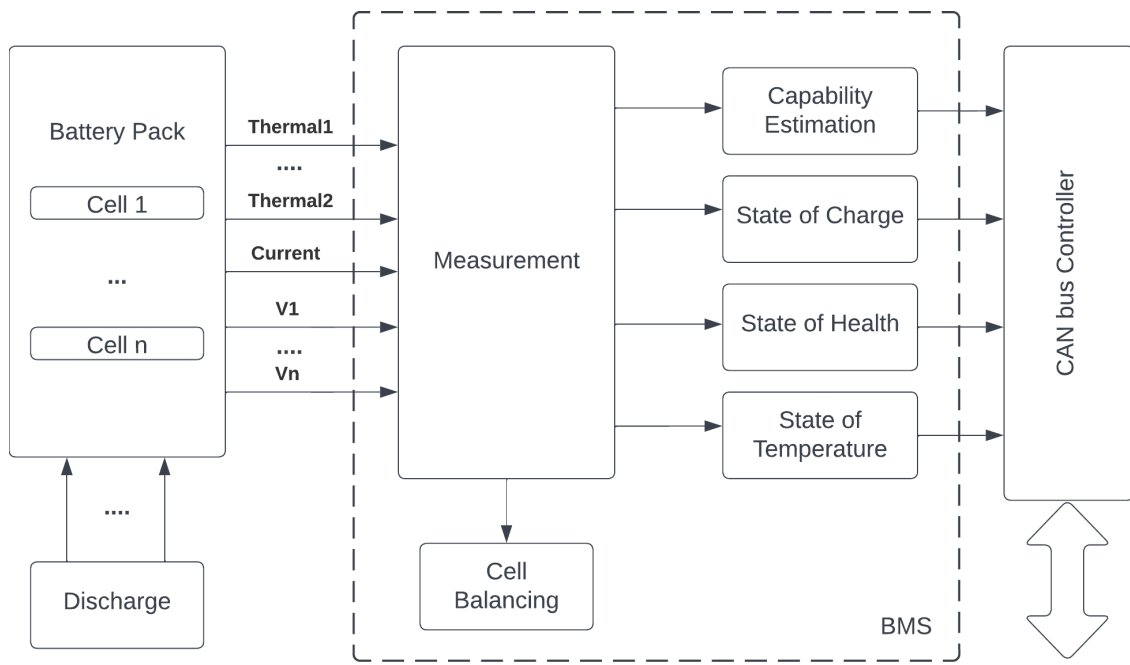 Battery Pack
Cell 1
...
Cell n
....
Discharge
Thermal1
....
Thermal2
Current
V1
....
Vn
Measurement
Cell
Balancing
Capability
Estimation
State of Charge
State of Health
State of
Temperature
BMS
CAN bus Controller